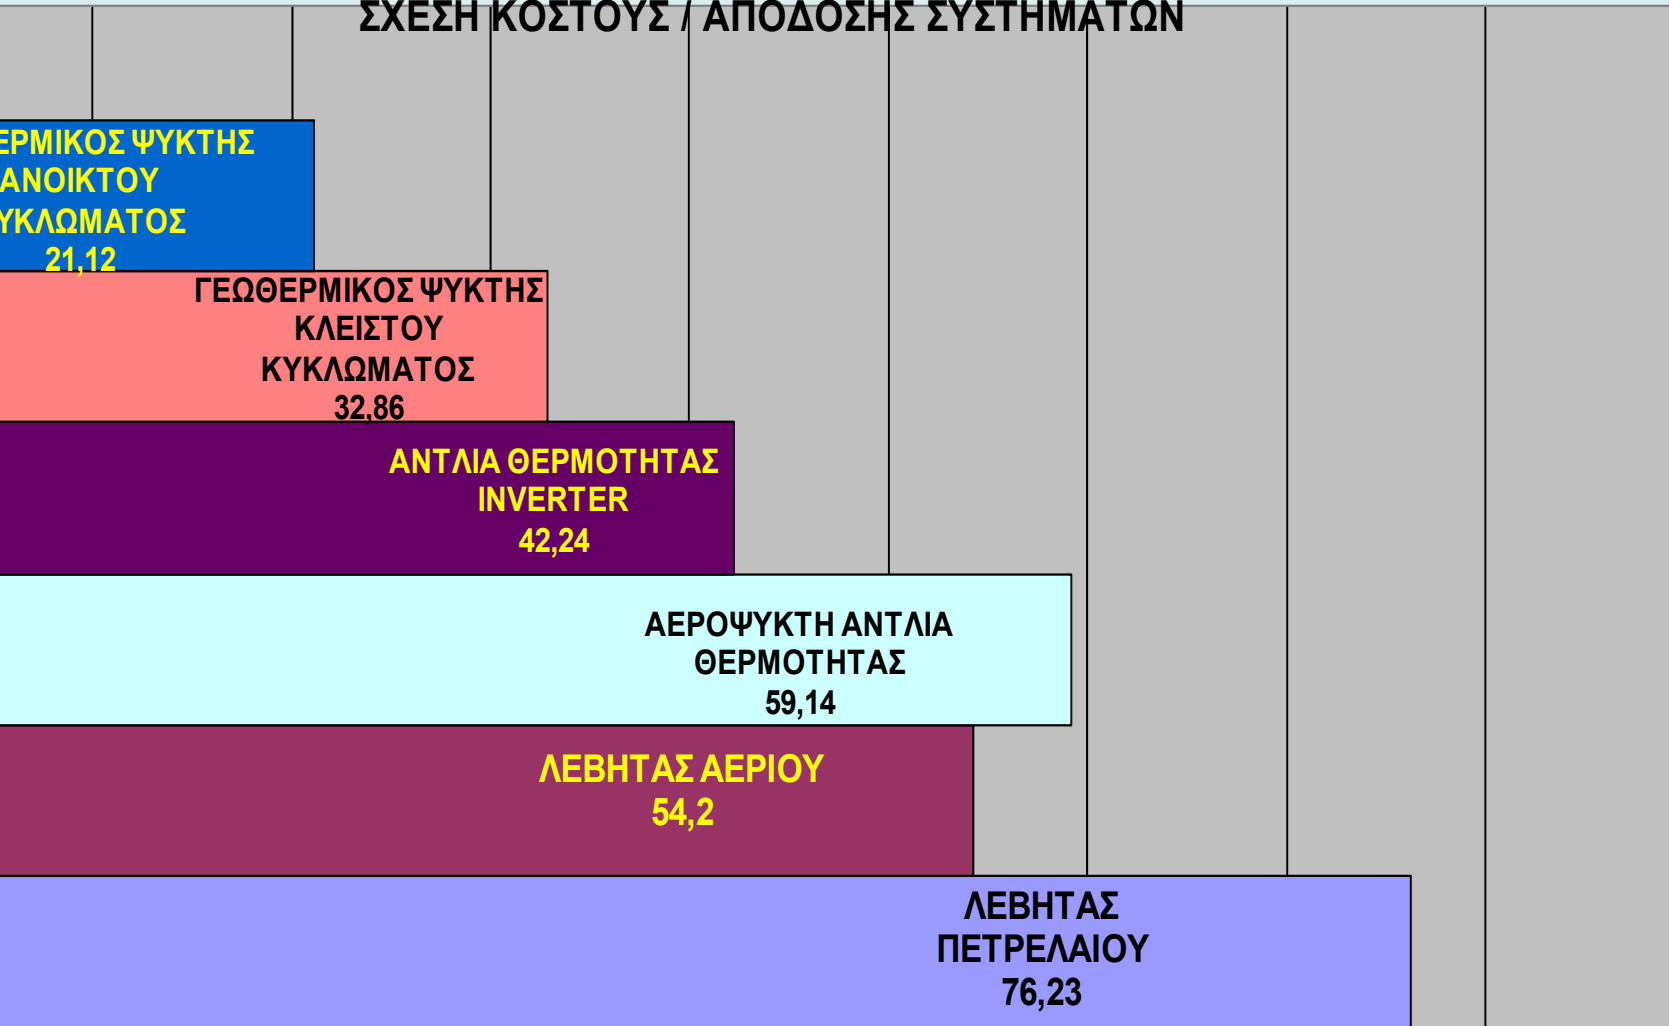 ΣΧΕΣΗ ΚΟΣΤΟΥΣ / ΑΠΟΔΟΣΗΣ ΣΥΣΤΗΜΑΤΩΝ
ΕΡΜΙΚΟΣ ΨΥΚΤΗΣ
ΑΝΟΙΚΤΟΥ
ΥΚΛΩΜΑΤΟΣ
21,12
ΓΕΩΘΕΡΜΙΚΟΣ ΨΥΚΤΗΣ
ΚΛΕΙΣΤΟΥ
ΚΥΚΛΩΜΑΤΟΣ
32,86
ΑΝΤΛΙΑ ΘΕΡΜΟΤΗΤΑΣ
INVERTER
42,24
ΑΕΡΟΨΥΚΤΗ ΑΝΤΛΙΑ
ΘΕΡΜΟΤΗΤΑΣ
59,14
ΛΕΒΗΤΑΣ ΑΕΡΙΟΥ
54,2
ΛΕΒΗΤΑΣ
ΠΕΤΡΕΛΑΙΟΥ
76,23